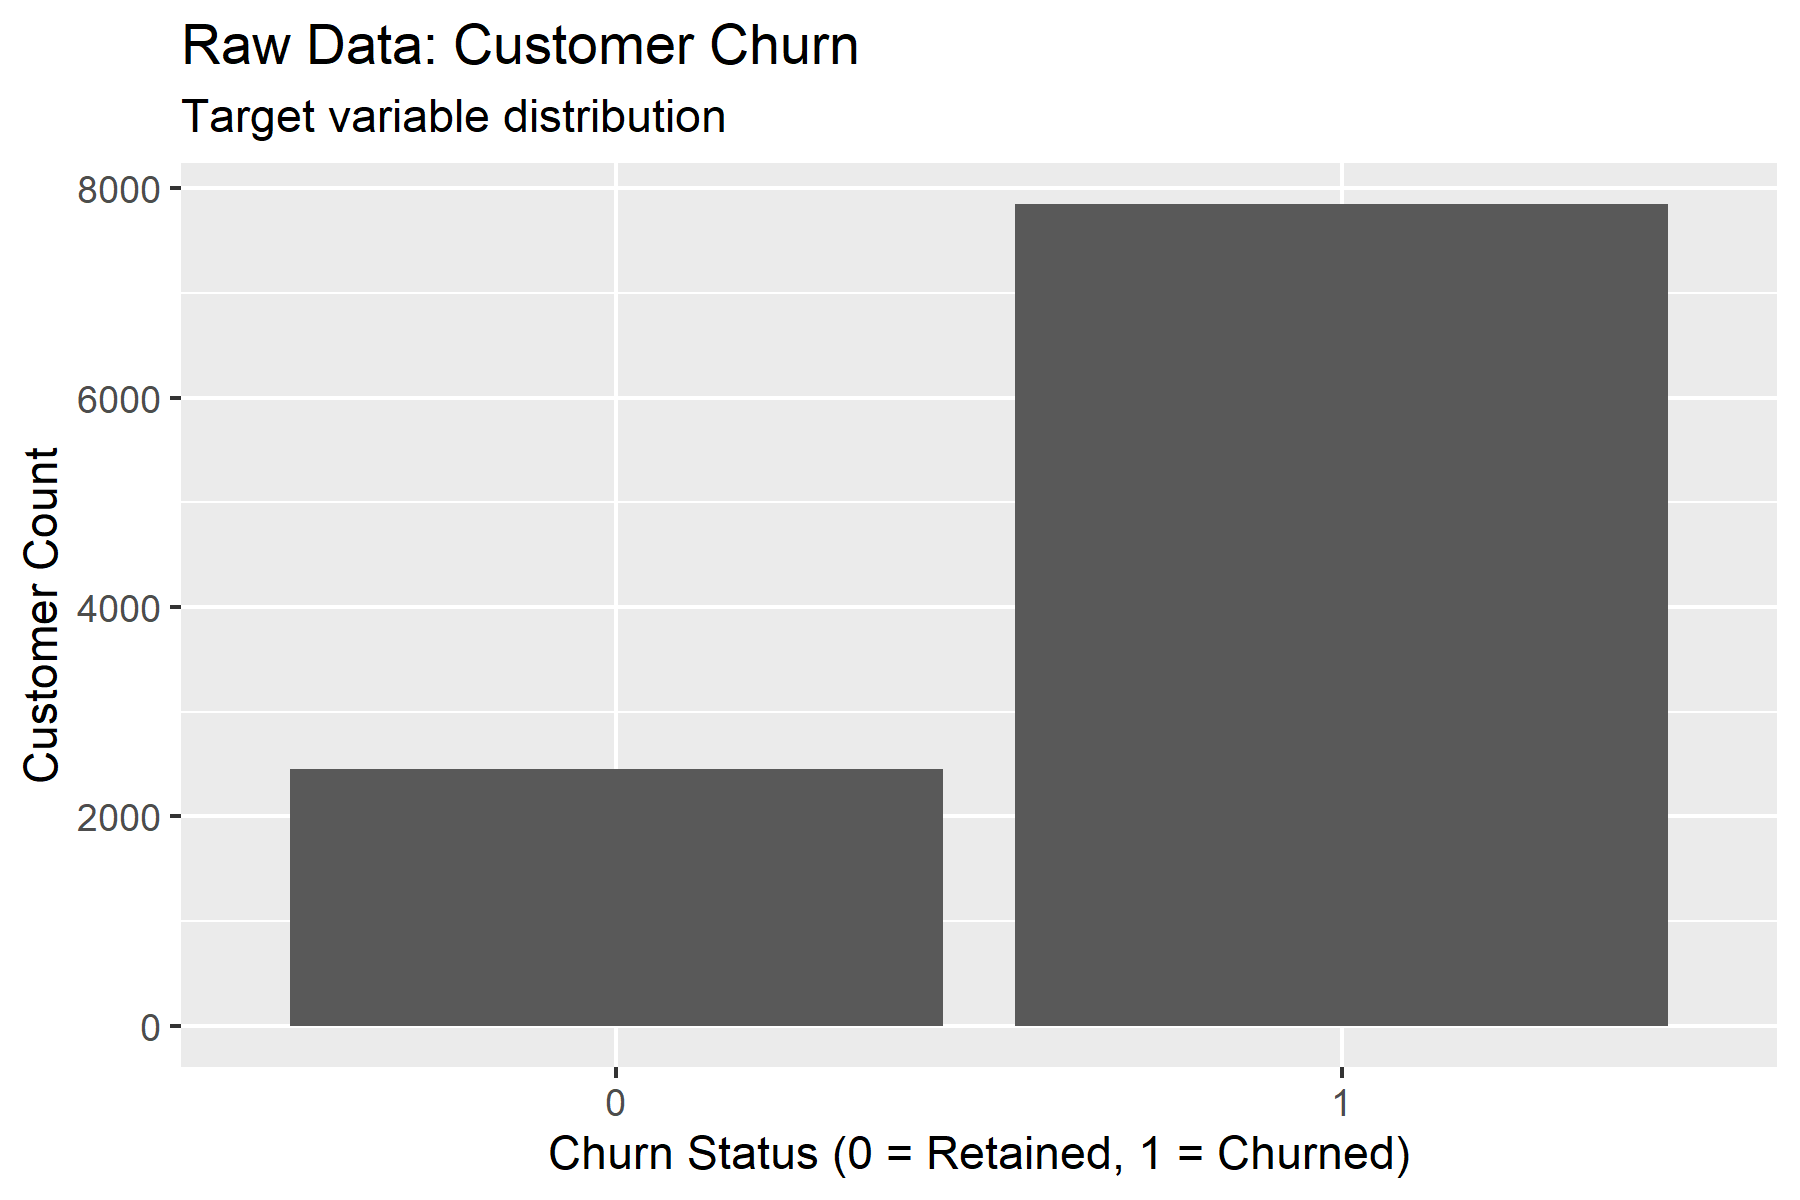 Raw Data: Customer Churn
Target variable distribution
Customer Count
8000
6000
4000
2000
0
0 1
Churn Status (0 = Retained, 1 = Churned)